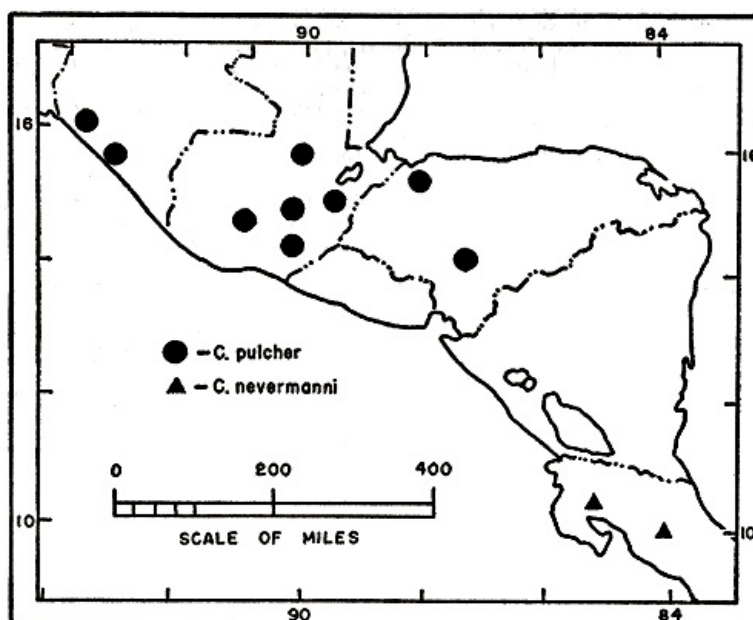 90 84
16
16
– C. pulcher
– C. nevermanni
0 200 400
SCALE OF MILES
10
10
90 84